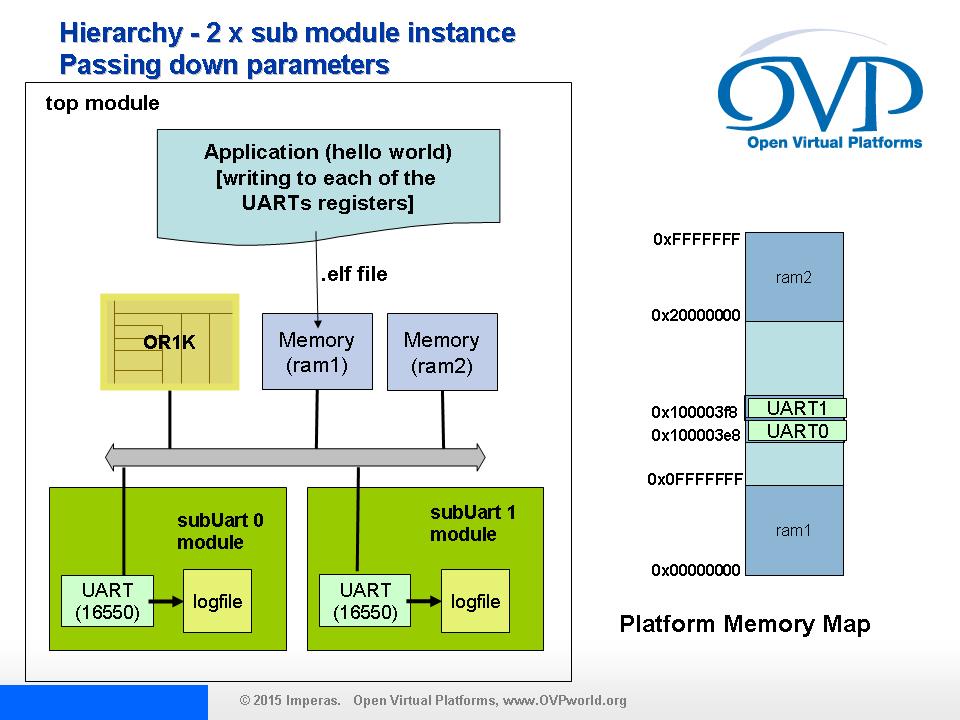 Hierarchy - 2 x sub module instance
Passing down parameters
OVP
Open Virtual Platforms
top module
Application (hello world)
[writing to each of the
UARTs registers]
.elf file
OR1K
Memory
(ram1)
Memory
(ram2)
subUart 0
module
UART
(16550)
logfile
subUart 1
module
UART
(16550)
logfile
0xFFFFFFFF
ram2
0x20000000
0x100003f8
UART1
0x100003e8
UART0
0x0FFFFFFF
ram1
0x00000000
Platform Memory Map
© 2015 Imperas. Open Virtual Platforms, www.OVPworld.org